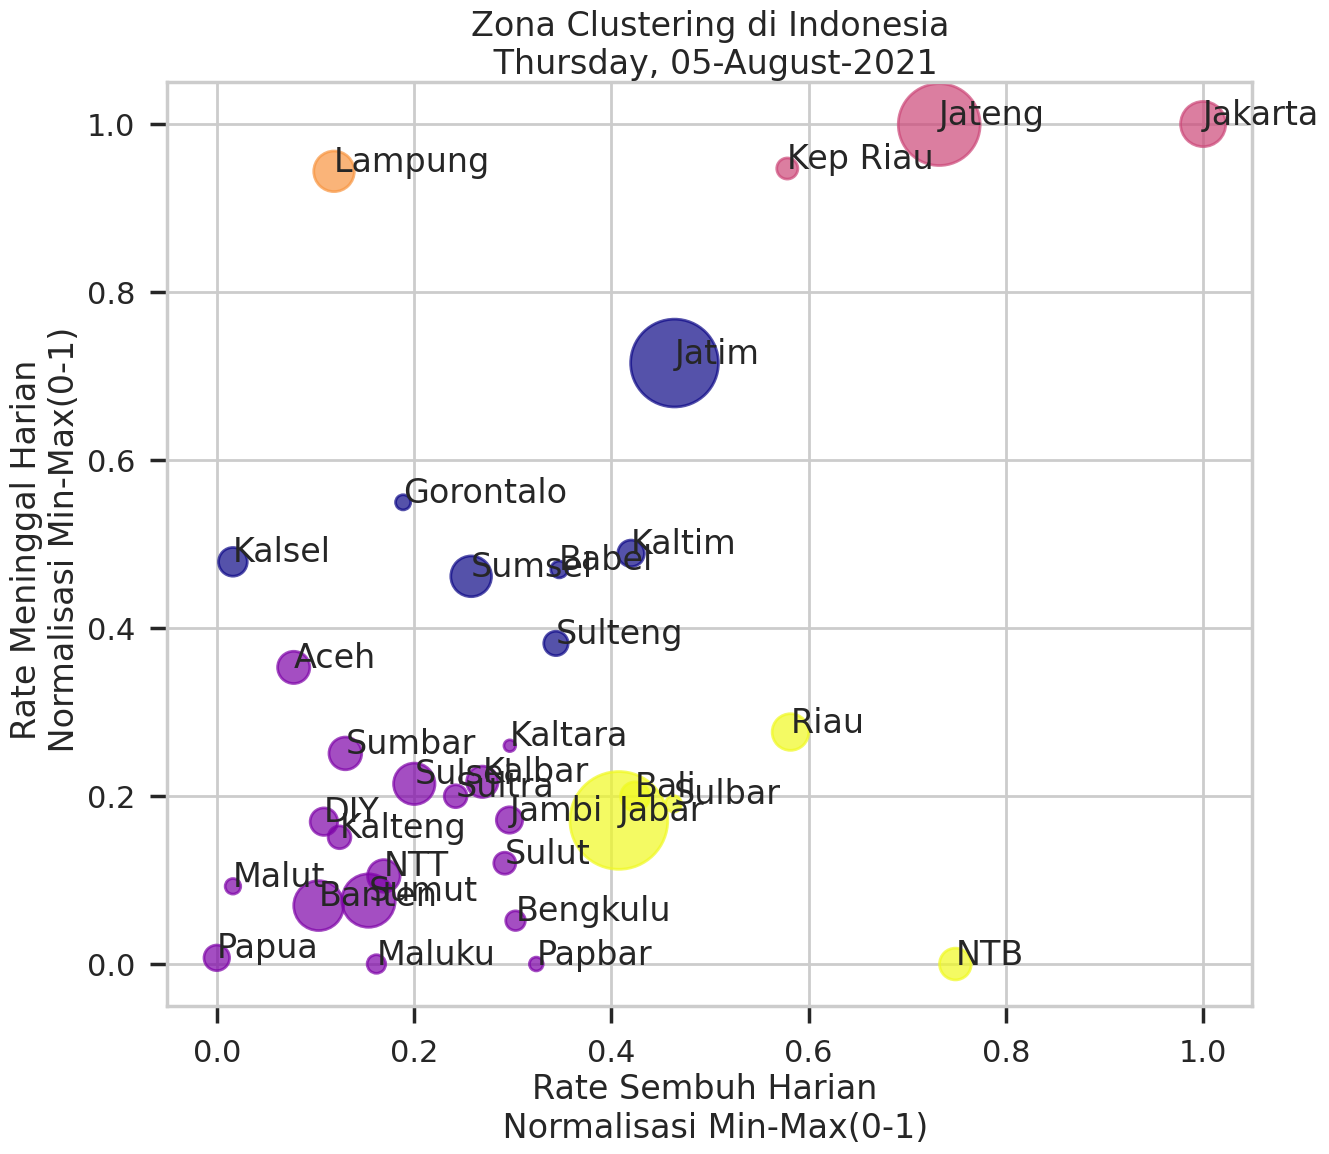 Zona Clustering di Indonesia
Thursday, 05-August-2021
Rate Meninggal Harian
Normalisasi Min-Max(0-1)
1.0
0.8
0.6
0.4
0.2
0.0
Jateng
Jakarta
Kep Riau
Lampung
Jatim
Gorontalo
Kaltim
Kalsel
Babel
Sumsel
Sulteng
Aceh
Riau
Kaltara
Sumbar
Kalbar
Sulsel
Bali
Sultra
Sulbar
DIY
Jambi
Jabar
Kalteng
Sulut
NTT
Malut
Sumut
Banten
Bengkulu
Papua
Maluku
Papbar
NTB
0.0
0.2
0.4
0.6
0.8
1.0
Rate Sembuh Harian
Normalisasi Min-Max(0-1)